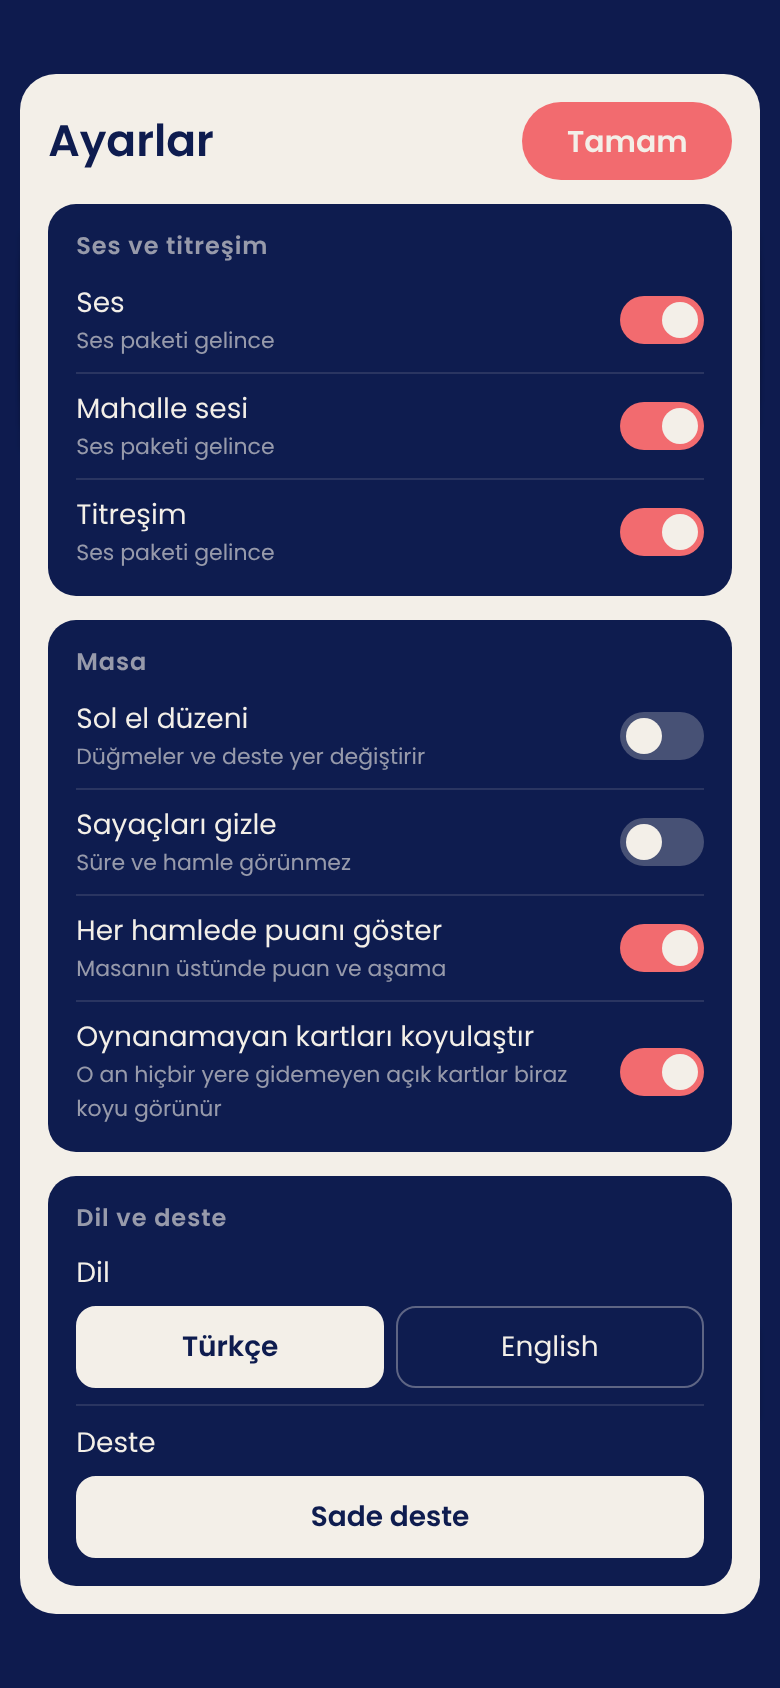 Ayarlar
Tamam
Ses ve titreşim
Ses
Ses paketi gelince
Mahalle sesi
Ses paketi gelince
Titreşim
Ses paketi gelince
Masa
Sol el düzeni
Düğmeler ve deste yer değiştirir
Sayaçları gizle
Süre ve hamle görünmez
Her hamlede puanı göster
Masanın üstünde puan ve aşama
Oynanamayan kartları koyulaştır
O an hiçbir yere gidemeyen açık kartlar biraz
koyu görünür
Dil ve deste
Dil
Türkçe
English
Deste
Sade deste